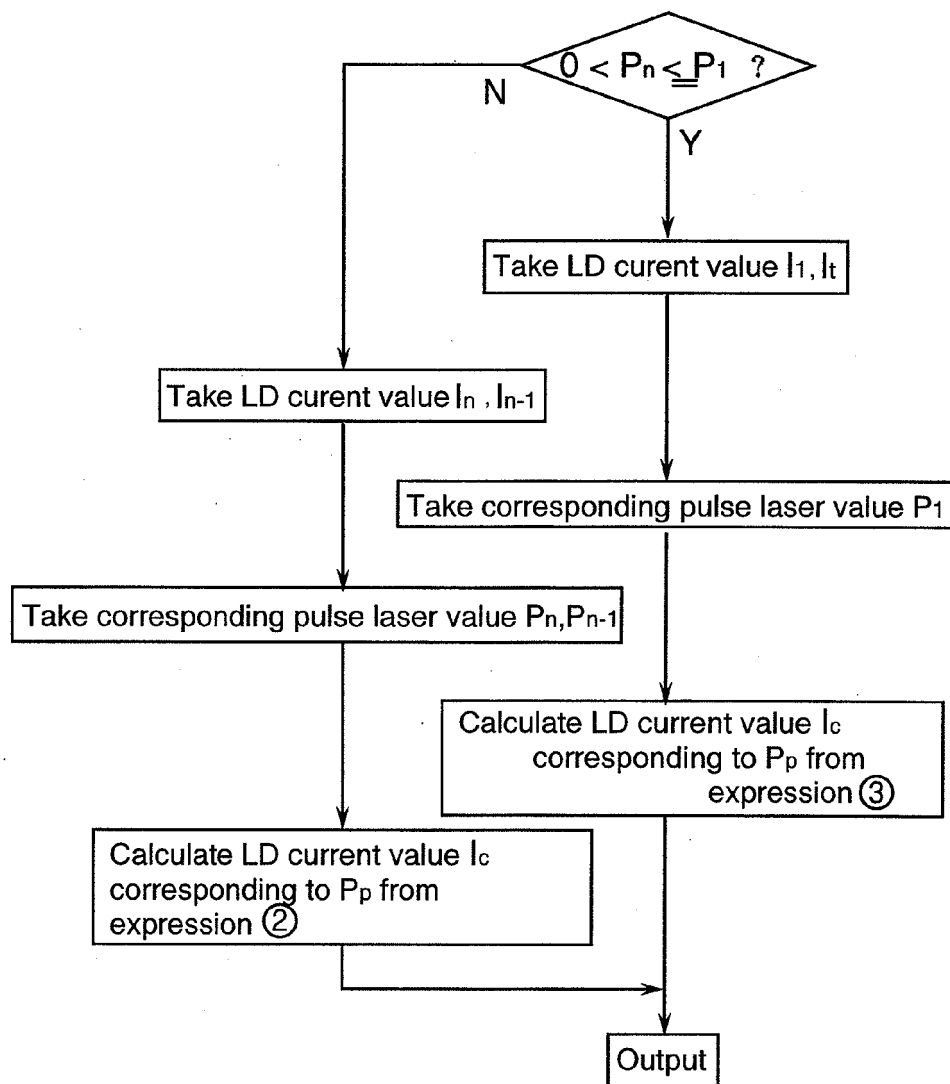 0 < Pn ≦ P1 ?
N
Y
Take LD curent value I1, It
Take LD curent value In , In-1
Take corresponding pulse laser value P1
Take corresponding pulse laser value Pn,Pn-1
Calculate LD current value Ic
corresponding to Pp from
expression ③
Calculate LD current value Ic
corresponding to Pp from
expression ②
Output